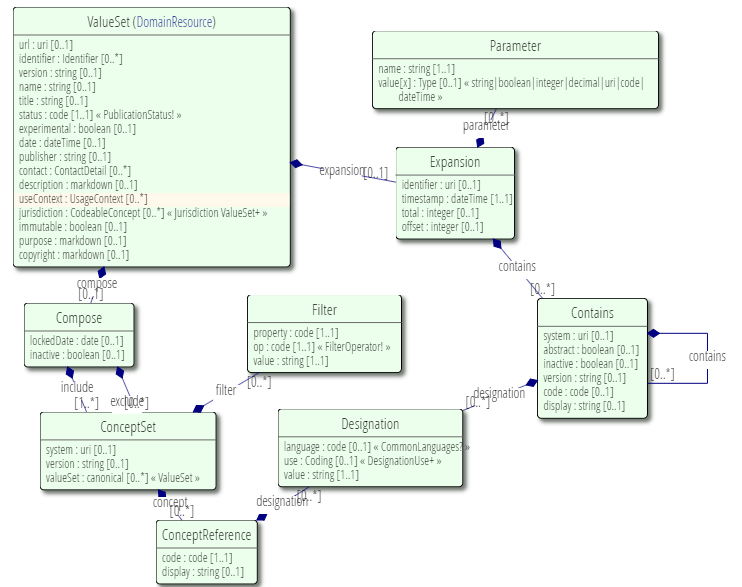 ValueSet (DomainResource)
url : uri [0..1]
identifier : Identifier [0..*]
version : string [0..1]
name : string [0..1]
title : string [0..1]
status : code [1..1] « PublicationStatus! »
experimental : boolean [0..1]
date : dateTime [0..1]
publisher : string [0..1]
contact : ContactDetail [0..*]
description : markdown [0..1]
useContext : UsageContext [0..*]
jurisdiction : CodeableConcept [0..*] « Jurisdiction ValueSet+ »
immutable : boolean [0..1]
purpose : markdown [0..1]
copyright : markdown [0..1]
Parameter
name : string [1..1]
value[x] : Type [0..1] « string|boolean|integer|decimal|uri|code|
dateTime »
[0..*]
parameter
expansion
[0..1]
Expansion
identifier : uri [0..1]
timestamp : dateTime [1..1]
total : integer [0..1]
offset : integer [0..1]
contains
[0..*]
compose
[0..1]
Compose
lockedDate : date [0..1]
inactive : boolean [0..1]
include
[1..*]
exclude
[0..*]
Filter
property : code [1..1]
op : code [1..1] « FilterOperator! »
value : string [1..1]
filter
[0..*]
Contains
system : uri [0..1]
abstract : boolean [0..1]
inactive : boolean [0..1]
version : string [0..1]
code : code [0..1]
display : string [0..1]
contains
[0..*]
designation
[0..*]
ConceptSet
system : uri [0..1]
version : string [0..1]
valueSet : canonical [0..*] « ValueSet »
Designation
language : code [0..1] « CommonLanguages? »
use : Coding [0..1] « DesignationUse+ »
value : string [1..1]
concept
[0..*]
designation
[0..*]
ConceptReference
code : code [1..1]
display : string [0..1]